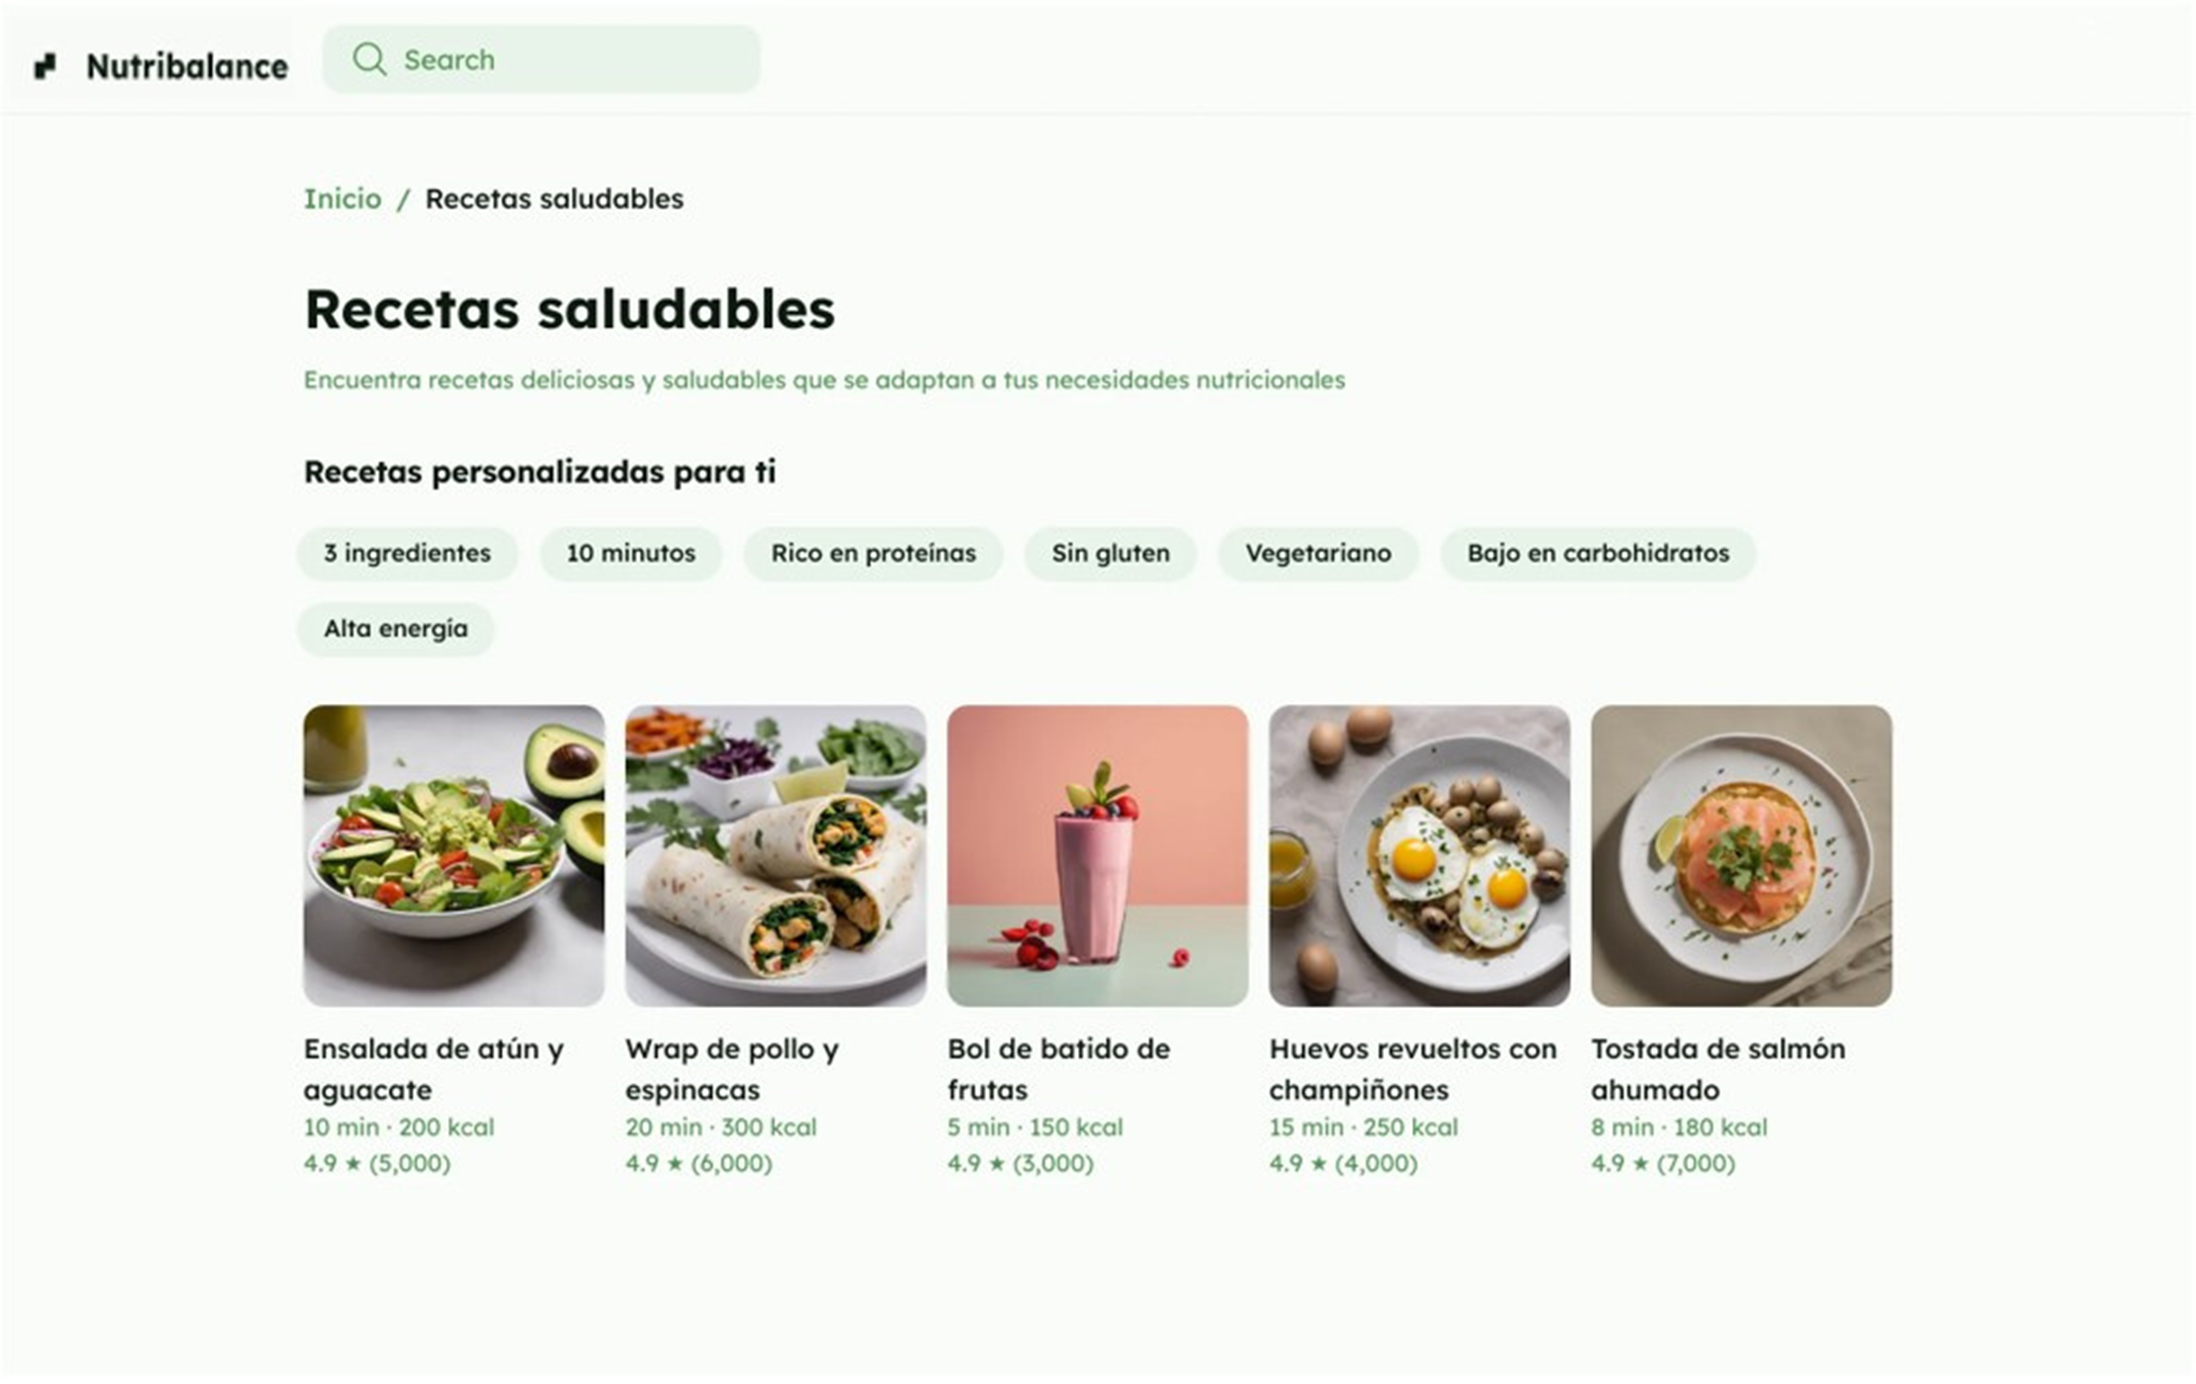 Nutribalance
Search
Inicio / Recetas saludables
Recetas saludables
Encuentra recetas deliciosas y saludables que se adaptan a tus necesidades nutricionales
Recetas personalizadas para ti
3 ingredientes
10 minutos
Rico en proteínas
Sin gluten
Vegetariano
Bajo en carbohidratos
Alta energía
Ensalada de atún y
aguacate
10 min · 200 kcal
4.9 ★ (5,000)
Wrap de pollo y
espinacas
20 min · 300 kcal
4.9 ★ (6,000)
Bol de batido de
frutas
5 min · 150 kcal
4.9 ★ (3,000)
Huevos revueltos con
champiñones
15 min · 250 kcal
4.9 ★ (4,000)
Tostada de salmón
ahumado
8 min · 180 kcal
4.9 ★ (7,000)